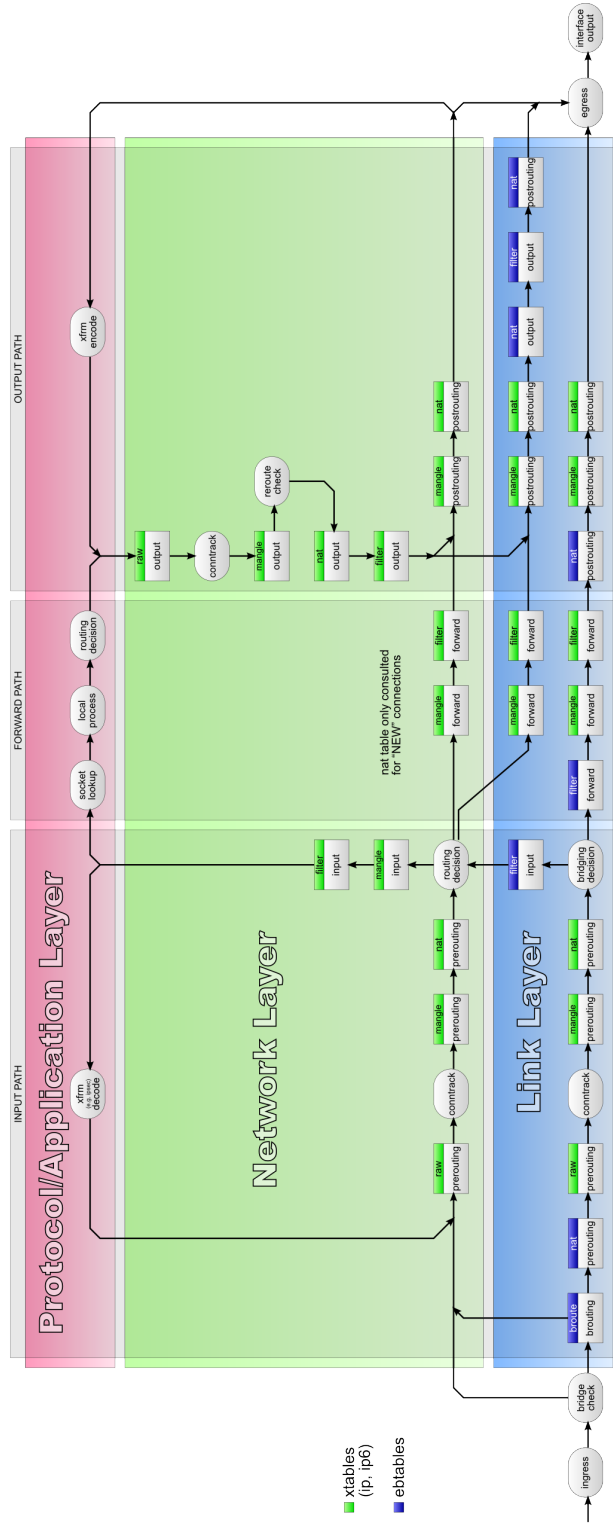 INPUT PATH
FORWARD PATH
OUTPUT PATH
Protocol/Application Layer
xfrm
(e.g. ipsec)
decode
socket
lookup
local
process
routing
decision
xfrm
encode
Network Layer
filter
input
mangle
input
raw
prerouting
conntrack
mangle
prerouting
nat
prerouting
routing
decision
nat table only consulted
for "NEW" connections
mangle
forward
filter
forward
raw
output
conntrack
mangle
output
reroute
check
nat
output
filter
output
mangle
postrouting
nat
postrouting
Link Layer
filter
input
mangle
forward
filter
forward
mangle
postrouting
nat
postrouting
nat
output
filter
output
nat
postrouting
ingress
bridge
check
broute
brouting
nat
prerouting
raw
prerouting
conntrack
mangle
prerouting
nat
prerouting
bridging
decision
filter
forward
mangle
forward
filter
forward
nat
postrouting
mangle
postrouting
nat
postrouting
egress
interface
output
xtables
(ip, ip6)
ebtables